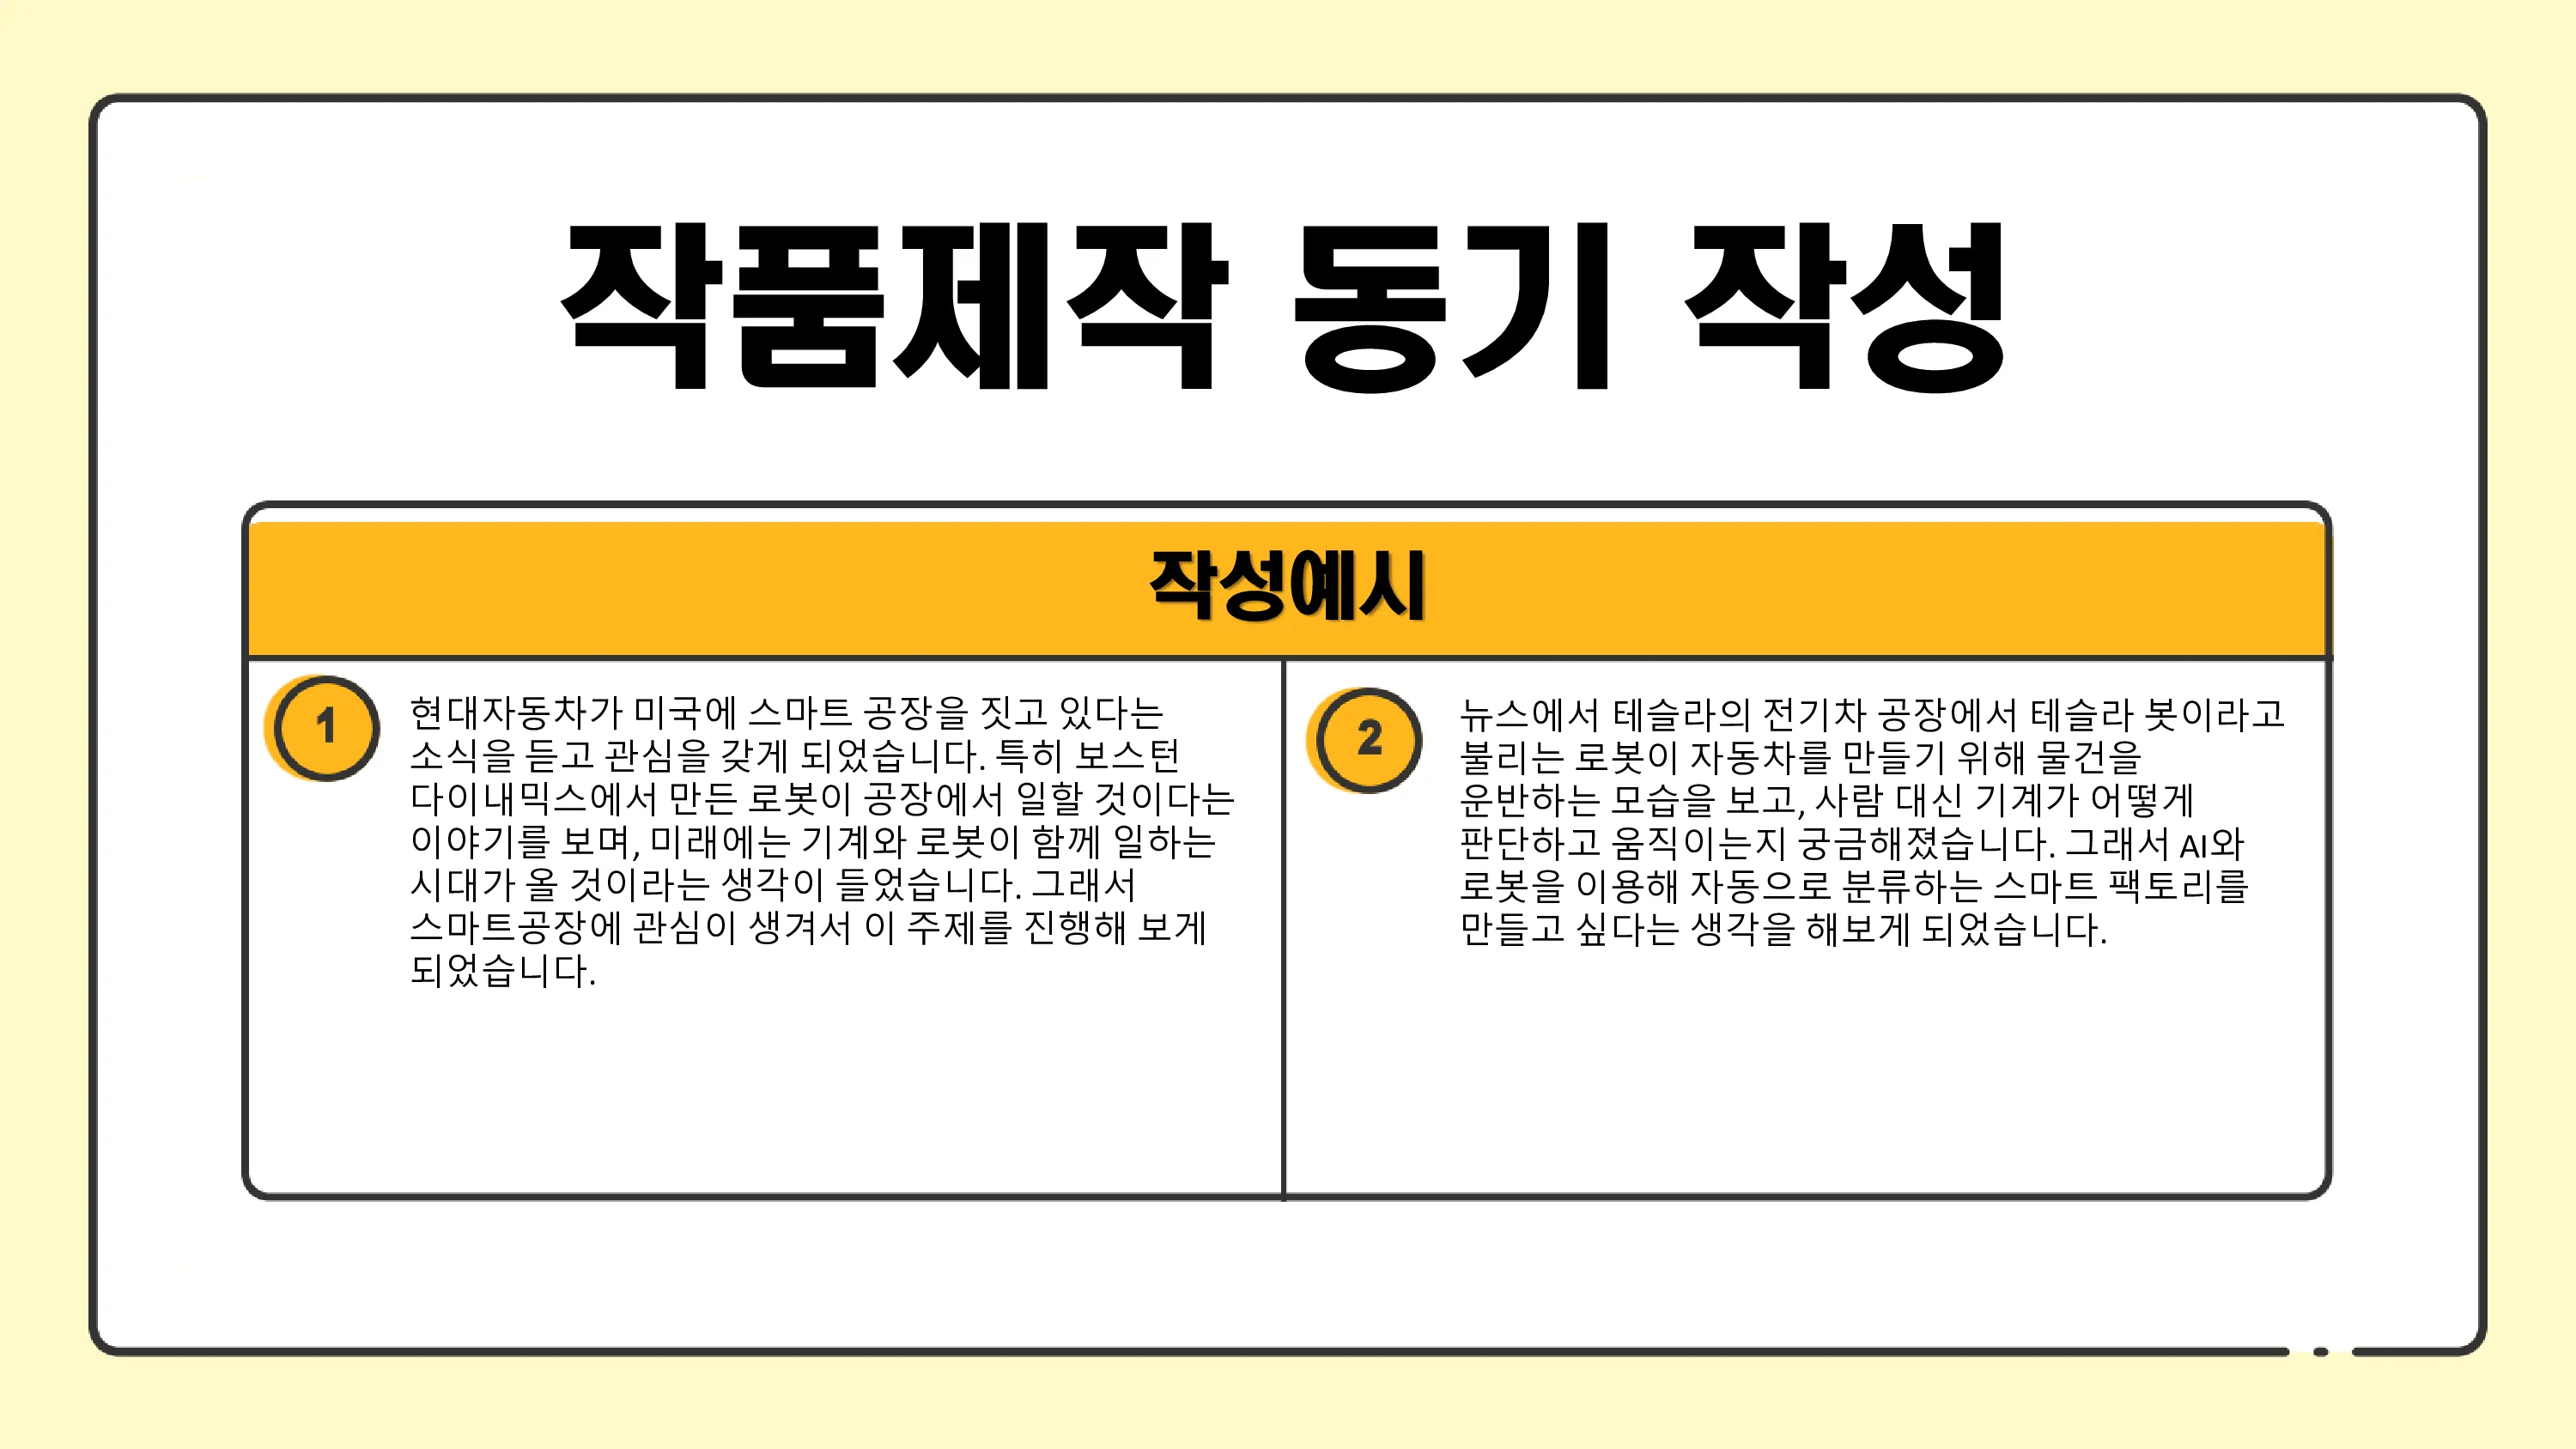 작품제작 동기 작성
작성예시
1
현대자동차가 미국에 스마트 공장을 짓고 있다는
소식을 듣고 관심을 갖게 되었습니다. 특히 보스턴
다이내믹스에서 만든 로봇이 공장에서 일할 것이다는
이야기를 보며, 미래에는 기계와 로봇이 함께 일하는
시대가 올 것이라는 생각이 들었습니다. 그래서
스마트공장에 관심이 생겨서 이 주제를 진행해 보게
되었습니다.
2
뉴스에서 테슬라의 전기차 공장에서 테슬라 봇이라고
불리는 로봇이 자동차를 만들기 위해 물건을
운반하는 모습을 보고, 사람 대신 기계가 어떻게
판단하고 움직이는지 궁금해졌습니다. 그래서 AI와
로봇을 이용해 자동으로 분류하는 스마트 팩토리를
만들고 싶다는 생각을 해보게 되었습니다.